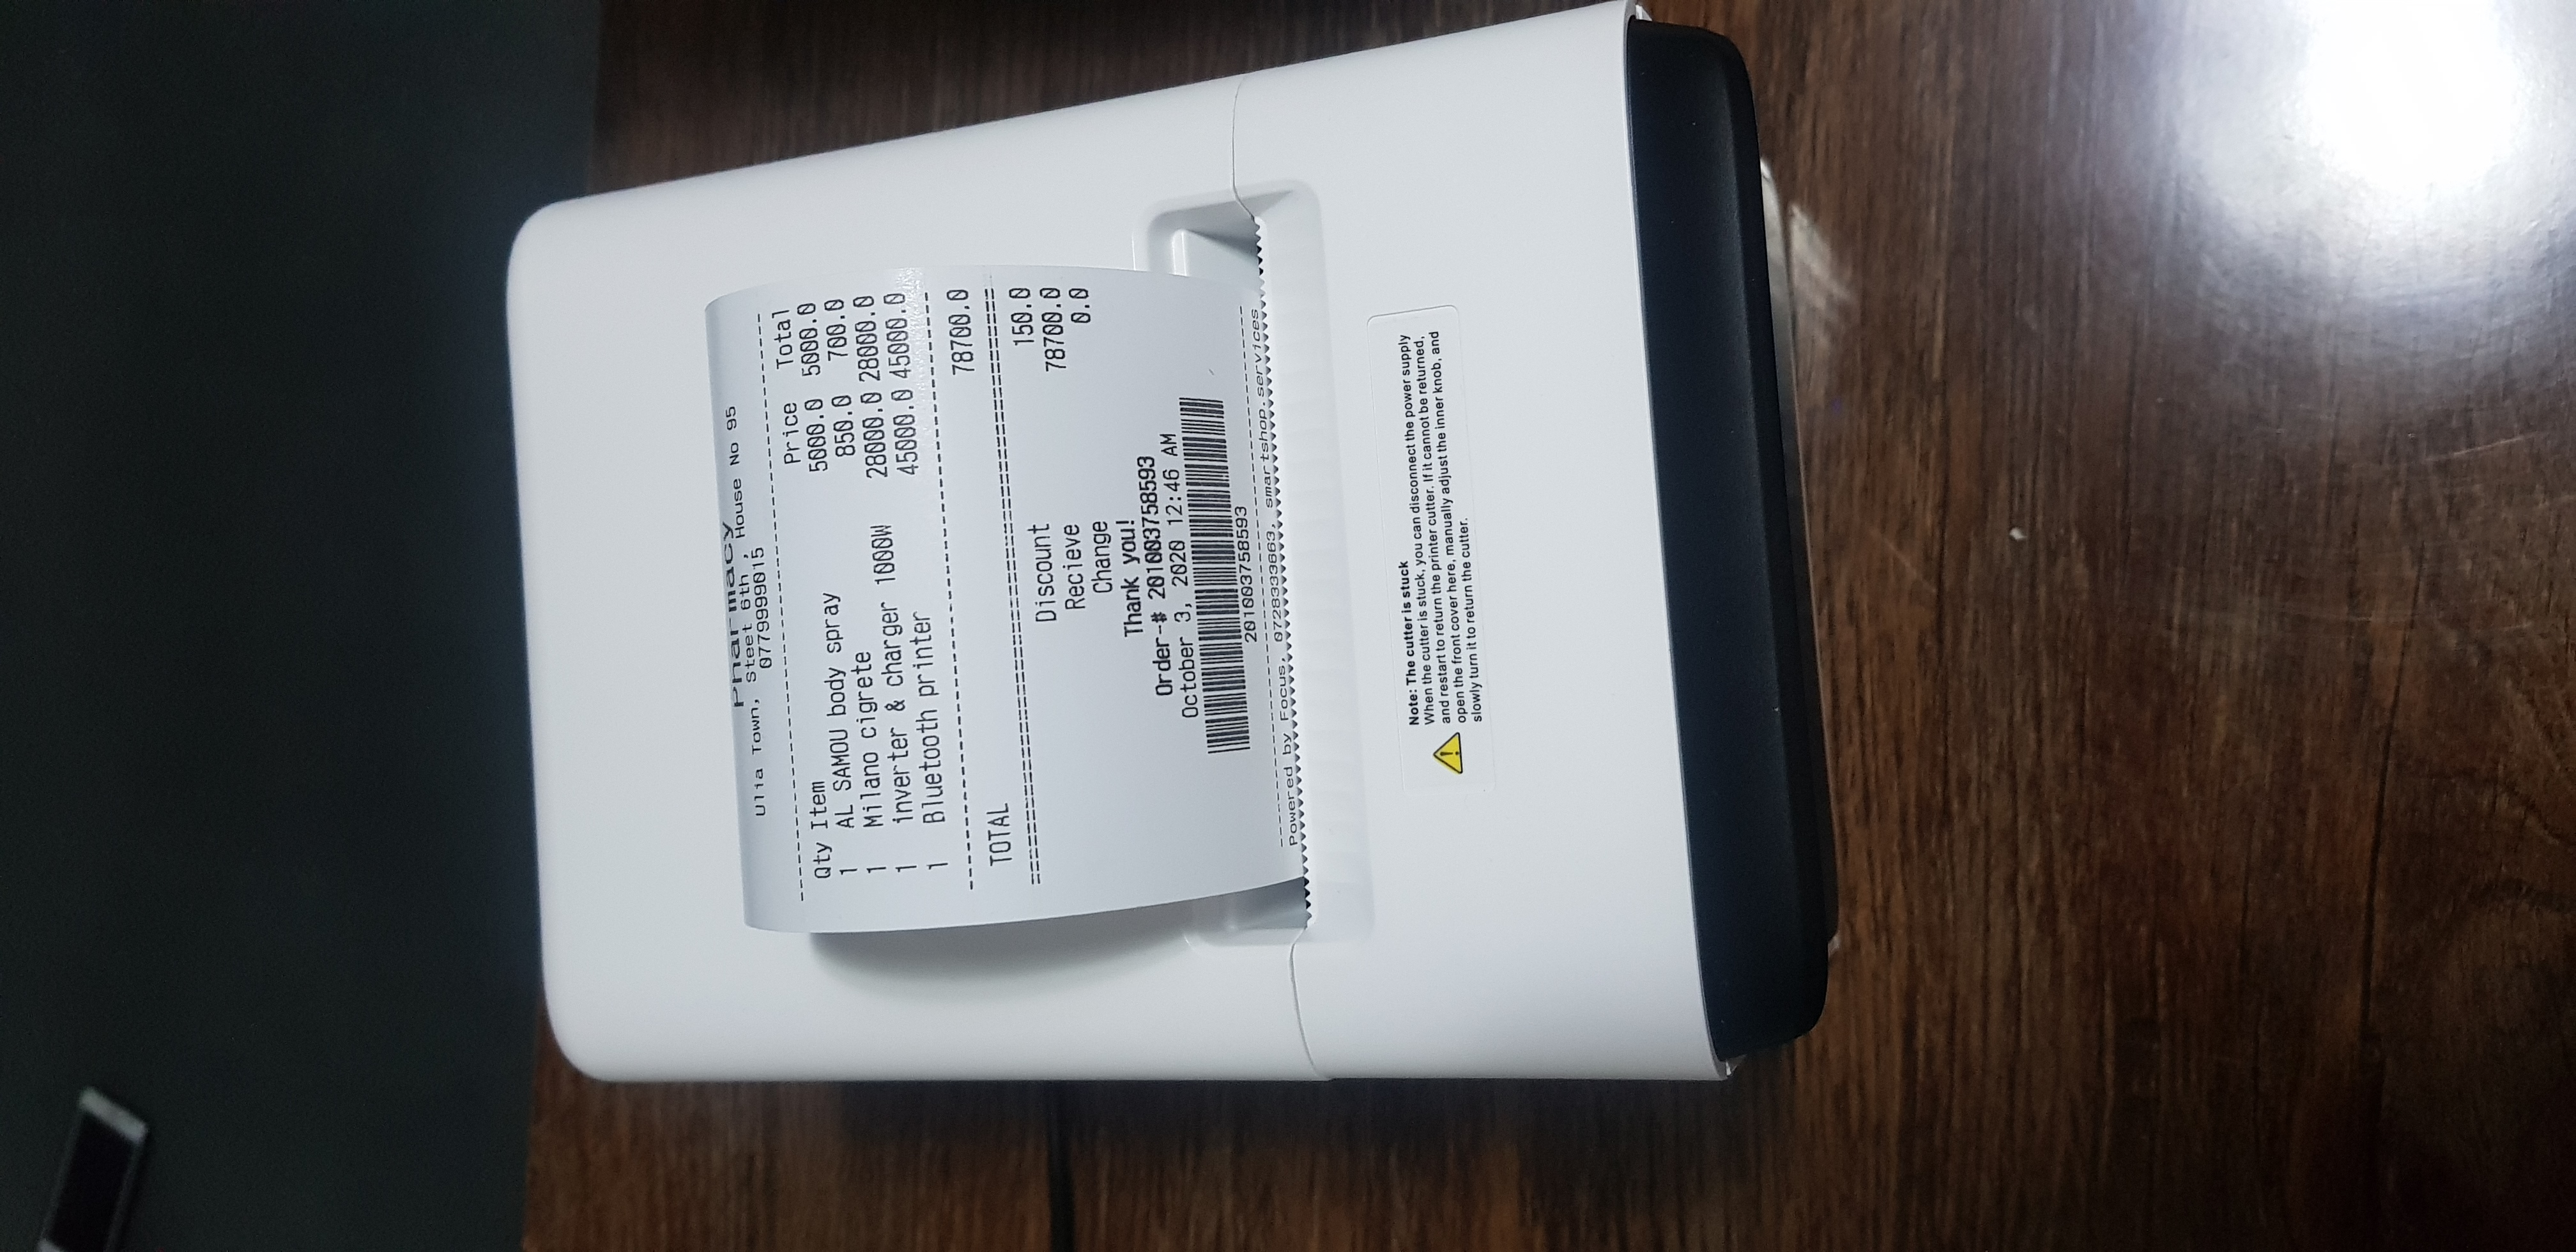 Pharmacy
Ulia Town, Steet 6th , House No 95
0779999015
Qty Item Price Total
1 AL SAMOU body spray 5000.0 5000.0
1 Milano cigrete 850.0 700.0
1 inverter & charger 1000W 28000.0 28000.0
1 Bluetooth printer 45000.0 45000.0
TOTAL 78700.0
Discount 150.0
Recieve 78700.0
Change 0.0
Thank you!
Order-# 201003758593
October 3, 2020 12:46 AM
201003758593
Powered by Focus, 0728333663, smartshop.services
Note: The cutter is stuck
When the cutter is stuck, you can disconnect the power supply
and restart to return the printer cutter. If it cannot be returned,
open the front cover here, manually adjust the inner knob, and
slowly turn it to return the cutter.